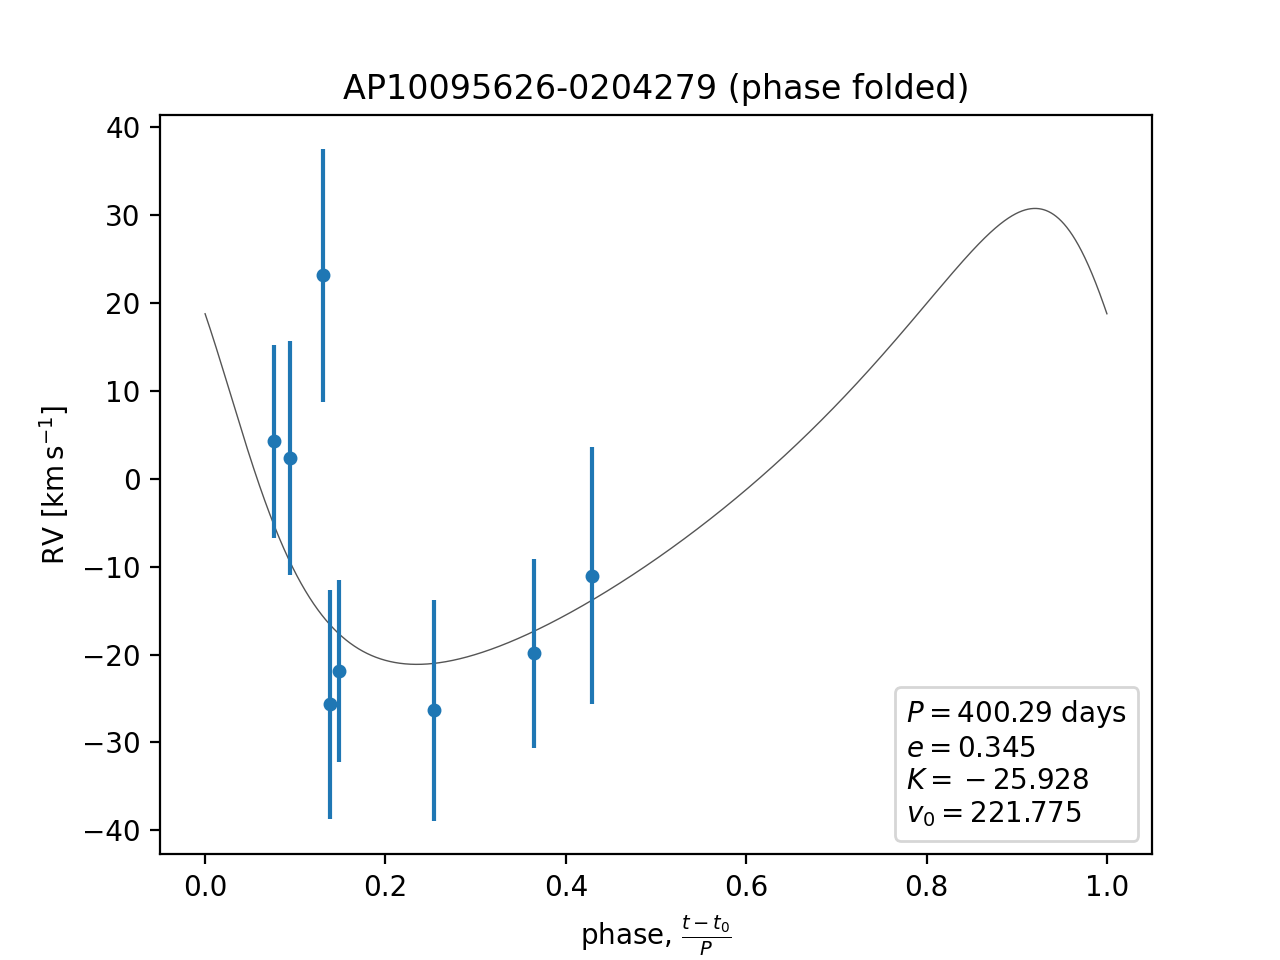 AP10095626-0204279 (phase folded)
40
30
20
10
0
−10
−20
−30
−40
RV [km s⁻¹]
P = 400.29 days
e = 0.345
K = −25.928
v₀ = 221.775
0.0 0.2 0.4 0.6 0.8 1.0
phase, (t − t₀)/P